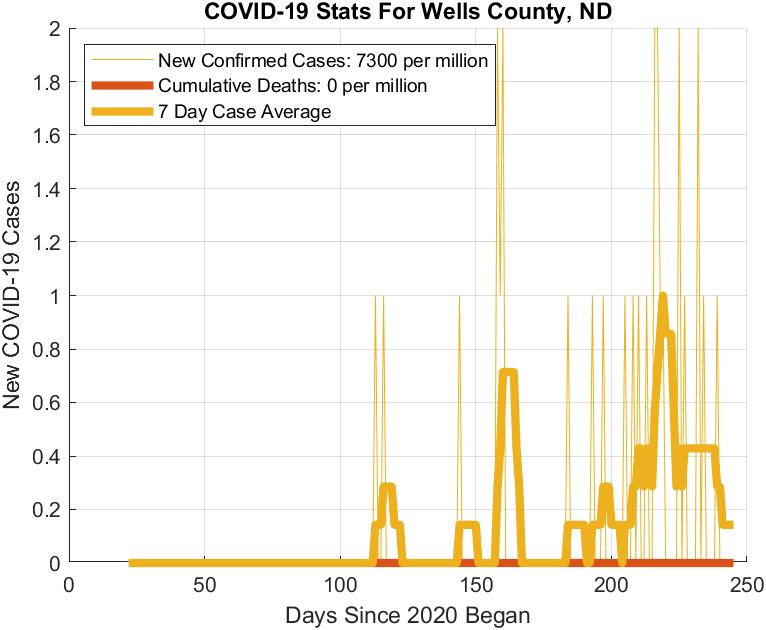 COVID-19 Stats For Wells County, ND
New Confirmed Cases: 7300 per million
Cumulative Deaths: 0 per million
7 Day Case Average
New COVID-19 Cases
2
1.8
1.6
1.4
1.2
1
0.8
0.6
0.4
0.2
0
0 50 100 150 200 250
Days Since 2020 Began